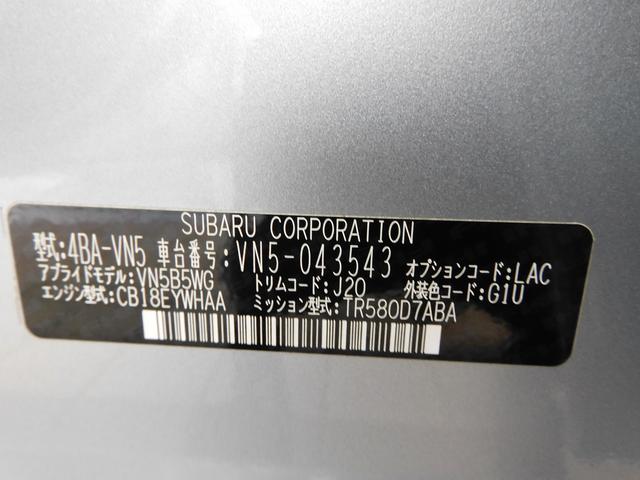 SUBARU CORPORATION
型式:4BA-VN5 車台番号:VN5-043543 オプションコード:LAC
アプライドモデル:VN5B5WG トリムコード:J20 外装色コード:G1U
エンジン型式:CB18EYWHAA ミッション型式:TR580D7ABA